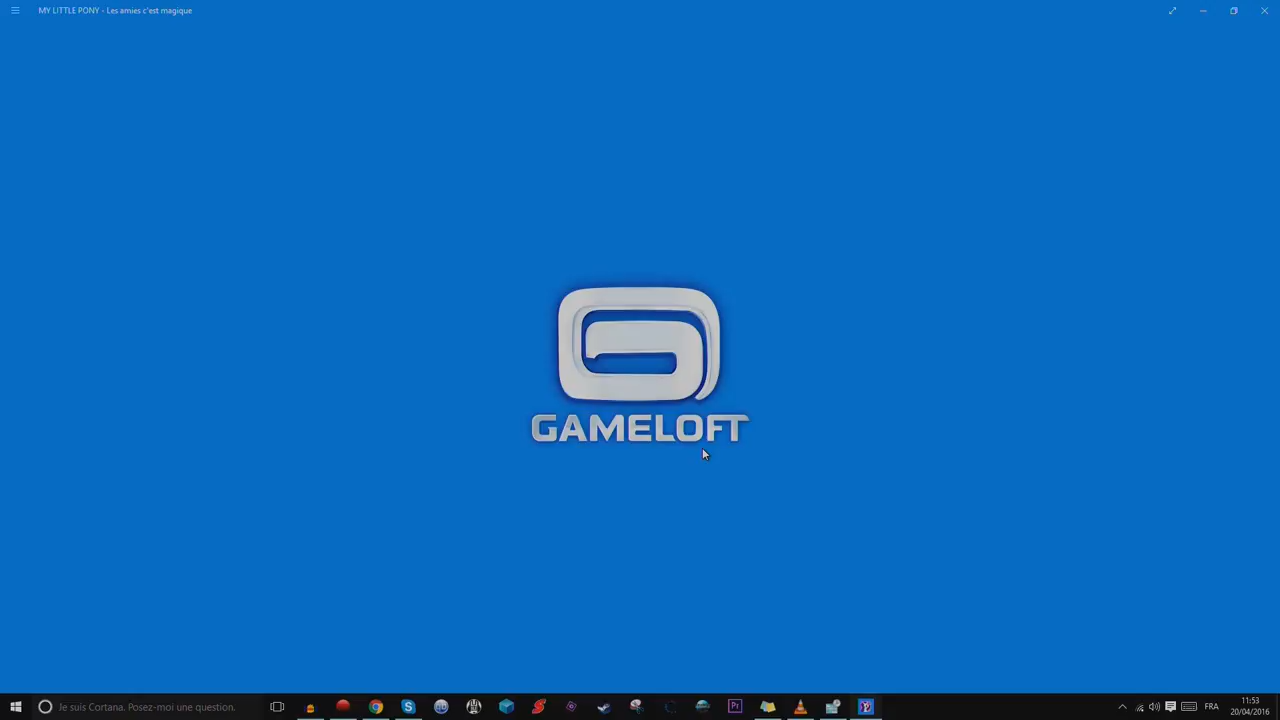 MY LITTLE PONY - Les amies c'est magique
GAMELOFT
Je suis Cortana. Posez-moi une question.
Pr
FRA
11:53
20/04/2016